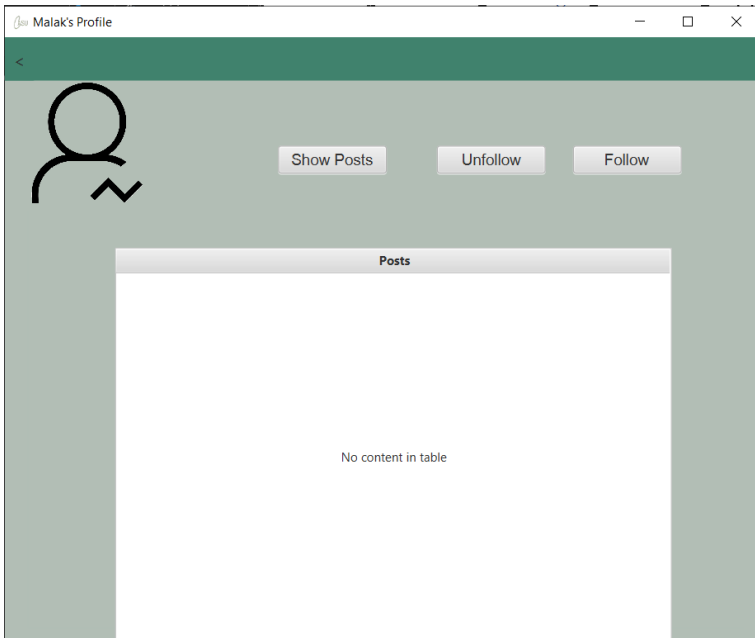 Malak's Profile
<
Show Posts
Unfollow
Follow
Posts
No content in table